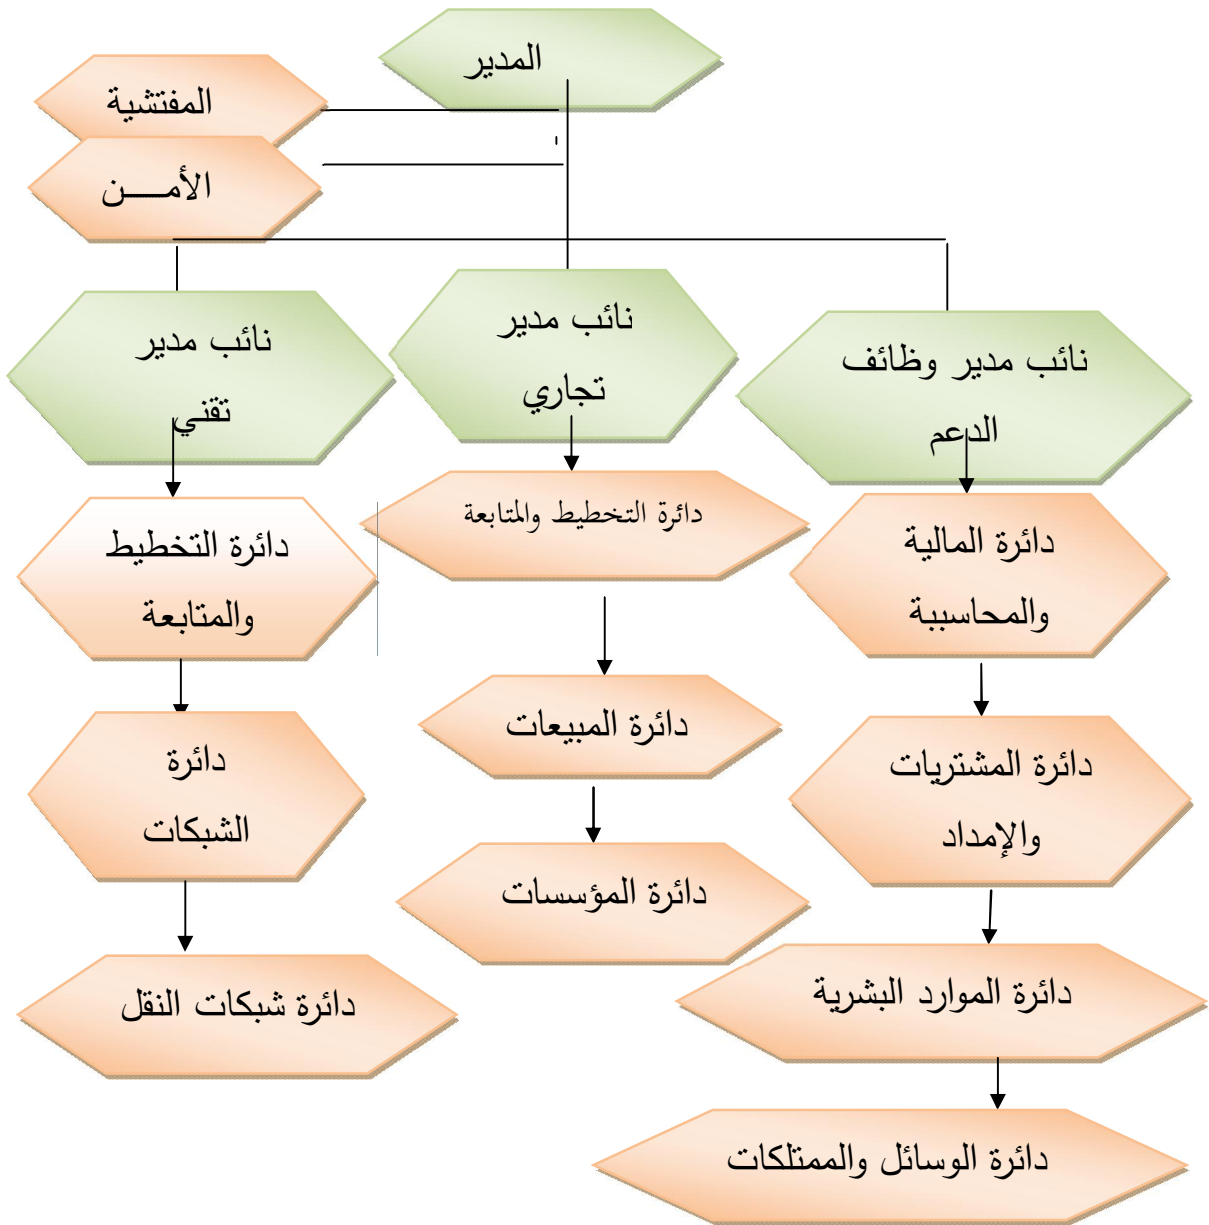 المدير
المفتشية
الأمـــن
نائب مدير وظائف
الدعم
نائب مدير
تجاري
نائب مدير
تقني
دائرة المالية
والمحاسببة
دائرة المشتريات
والإمداد
دائرة الموارد البشرية
دائرة الوسائل والممتلكات
دائرة التخطيط والمتابعة
دائرة المبيعات
دائرة المؤسسات
دائرة التخطيط
والمتابعة
دائرة
الشبكات
دائرة شبكات النقل